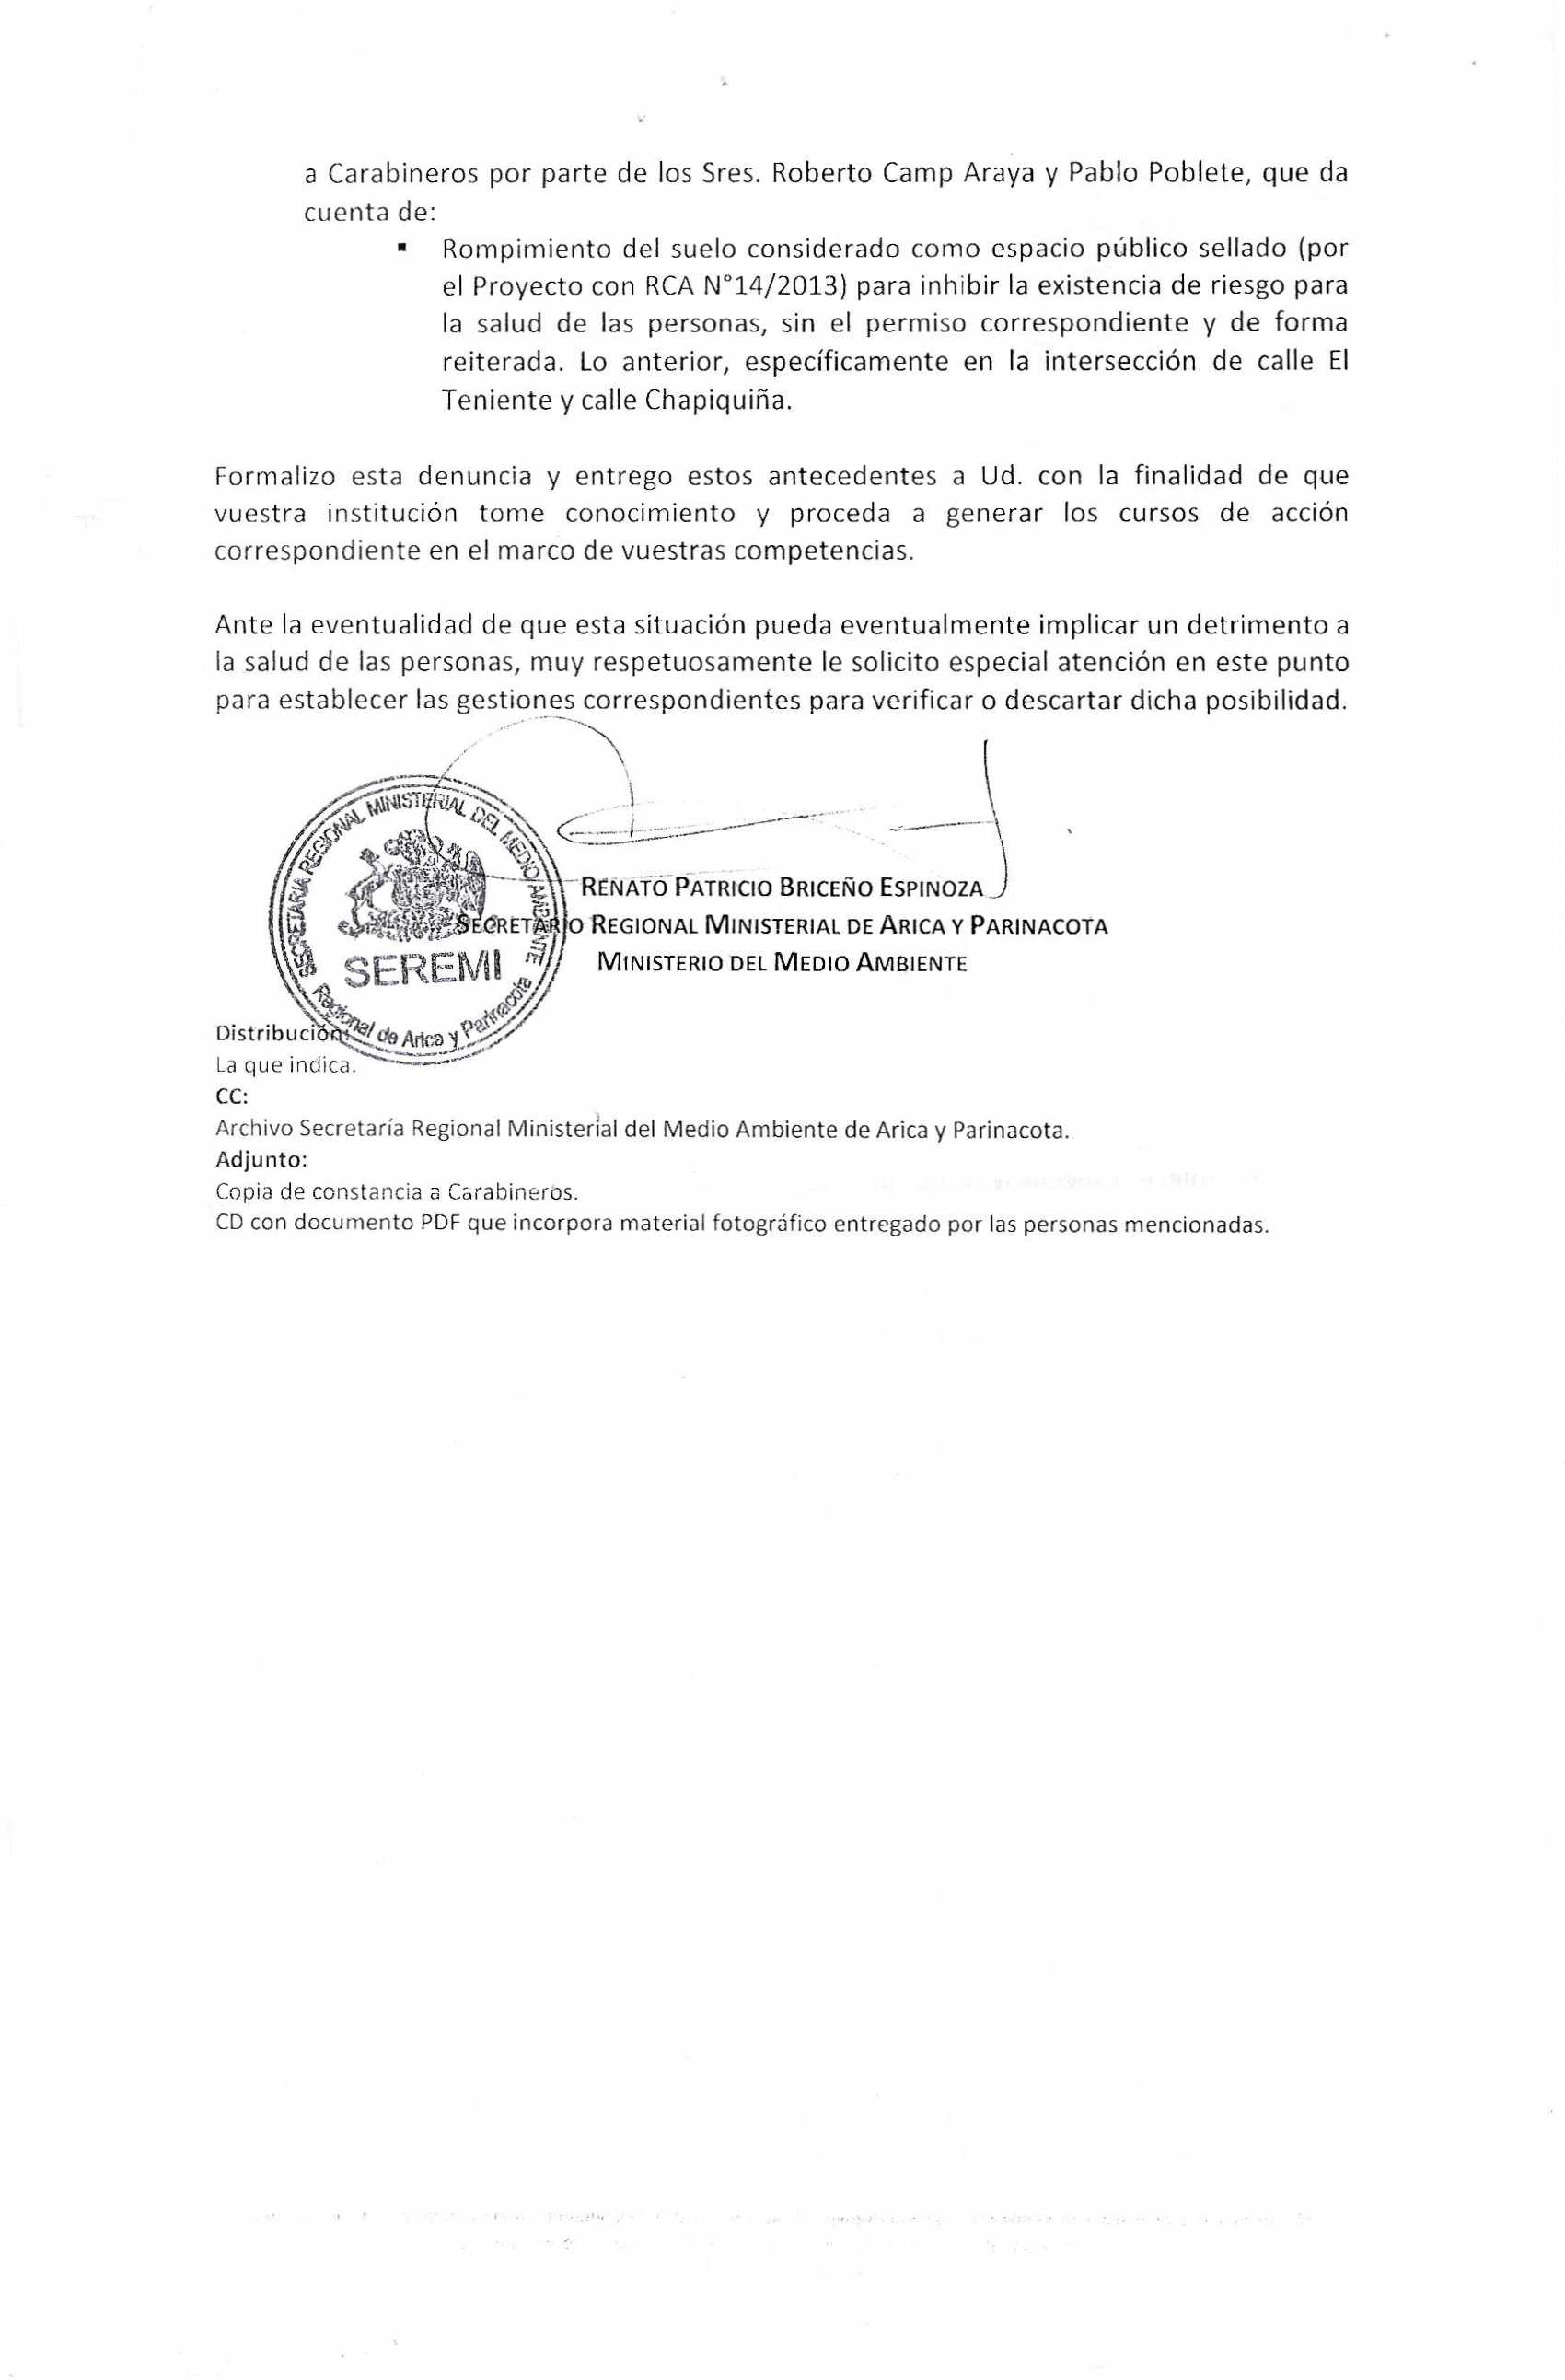 a Carabineros por parte de los Sres. Roberto Camp Araya y Pablo Poblete, que da
cuenta de:
▪ Rompimiento del suelo considerado como espacio público sellado (por
el Proyecto con RCA N°14/2013) para inhibir la existencia de riesgo para
la salud de las personas, sin el permiso correspondiente y de forma
reiterada. Lo anterior, específicamente en la intersección de calle El
Teniente y calle Chapiquiña.
Formalizo esta denuncia y entrego estos antecedentes a Ud. con la finalidad de que
vuestra institución tome conocimiento y proceda a generar los cursos de acción
correspondiente en el marco de vuestras competencias.
Ante la eventualidad de que esta situación pueda eventualmente implicar un detrimento a
la salud de las personas, muy respetuosamente le solicito especial atención en este punto
para establecer las gestiones correspondientes para verificar o descartar dicha posibilidad.
SECRETARIA REGIONAL MINISTERIAL DEL MEDIO AMBIENTE
SEREMI
Regional de Arica y Parinacota
RENATO PATRICIO BRICEÑO ESPINOZA
SECRETARIO REGIONAL MINISTERIAL DE ARICA Y PARINACOTA
MINISTERIO DEL MEDIO AMBIENTE
Distribución:
La que indica.
CC:
Archivo Secretaría Regional Ministerial del Medio Ambiente de Arica y Parinacota.
Adjunto:
Copia de constancia a Carabineros.
CD con documento PDF que incorpora material fotográfico entregado por las personas mencionadas.